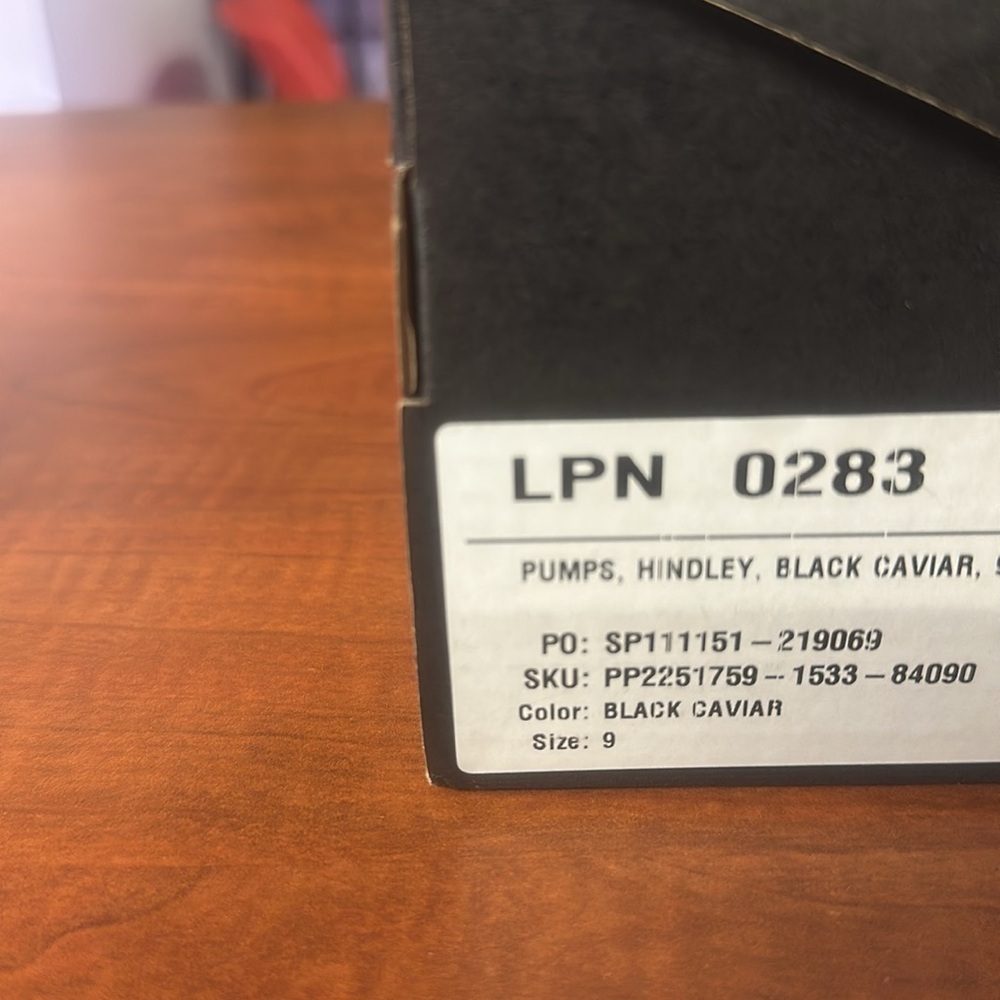 LPN 0283
PUMPS, HINDLEY, BLACK CAVIAR,
PO: SP111151-219069
SKU: PP2251759--1533-84090
Color: BLACK CAVIAR
Size: 9